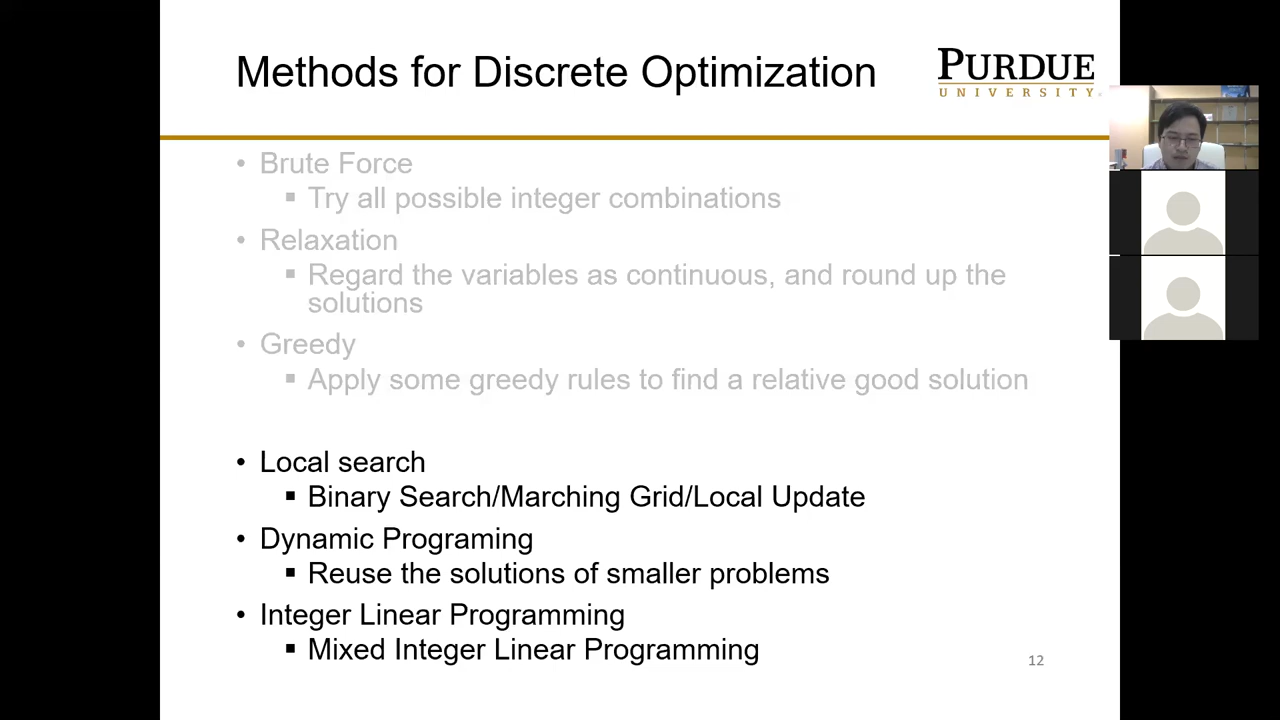 Methods for Discrete Optimization
PURDUE
UNIVERSITY
• Brute Force
▪ Try all possible integer combinations
• Relaxation
▪ Regard the variables as continuous, and round up the
solutions
• Greedy
▪ Apply some greedy rules to find a relative good solution
• Local search
▪ Binary Search/Marching Grid/Local Update
• Dynamic Programing
▪ Reuse the solutions of smaller problems
• Integer Linear Programming
▪ Mixed Integer Linear Programming
12